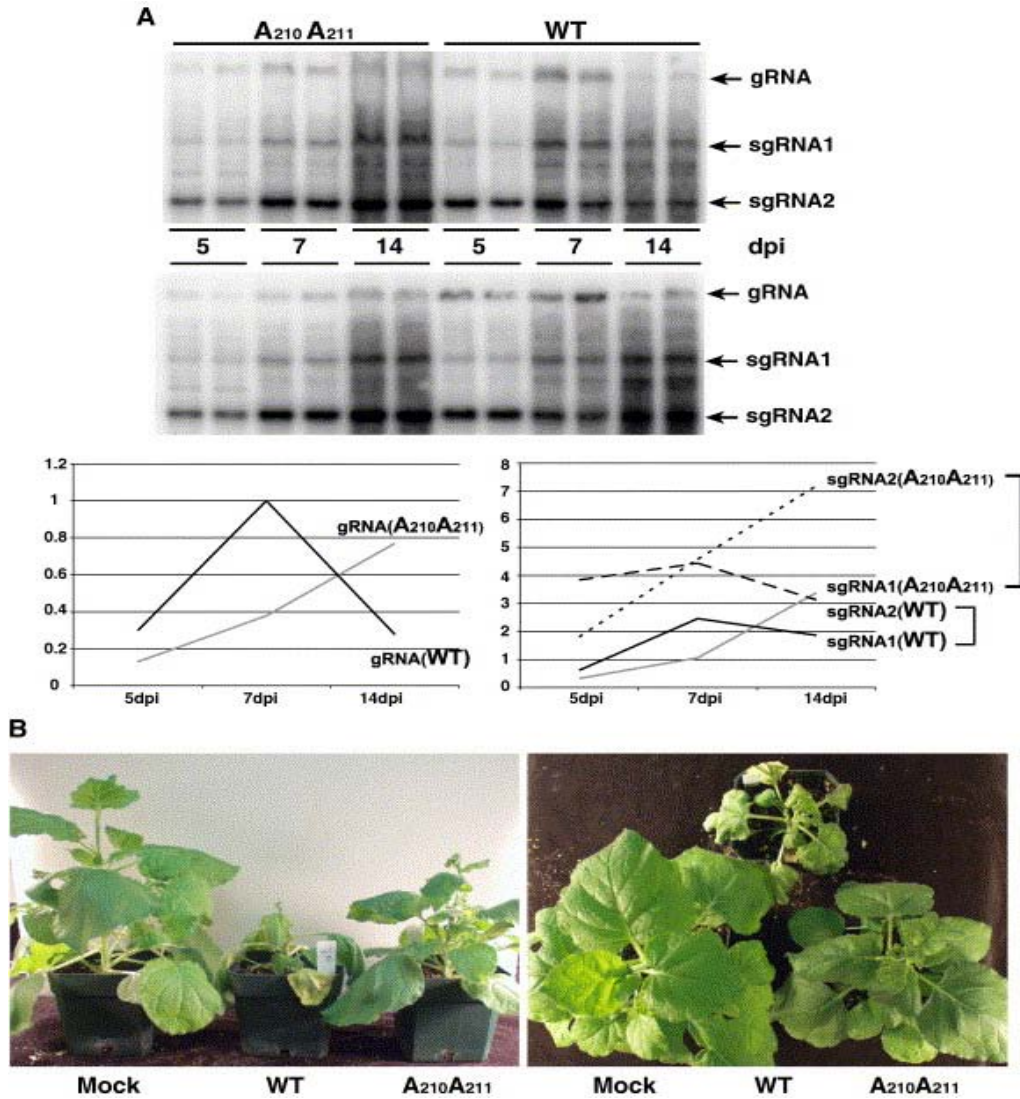 A
A210 A211 WT
gRNA
sgRNA1
sgRNA2
5 7 14 5 7 14 dpi
gRNA
sgRNA1
sgRNA2
1.2
1
0.8
0.6
0.4
0.2
0
gRNA(A210A211)
gRNA(WT)
5dpi 7dpi 14dpi
8
7
6
5
4
3
2
1
0
sgRNA2(A210A211)
sgRNA1(A210A211)
sgRNA2(WT)
sgRNA1(WT)
5dpi 7dpi 14dpi
B
Mock WT A210A211 Mock WT A210A211